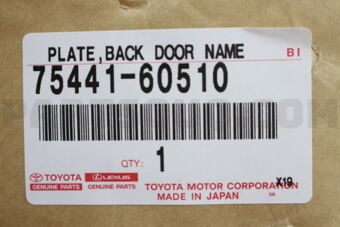 PLATE,BACK DOOR NAME BI
75441-60510
QTY: 1
TOYOTA LEXUS
GENUINE PARTS GENUINE PARTS
TOYOTA MOTOR CORPORATION
X10
MADE IN JAPAN